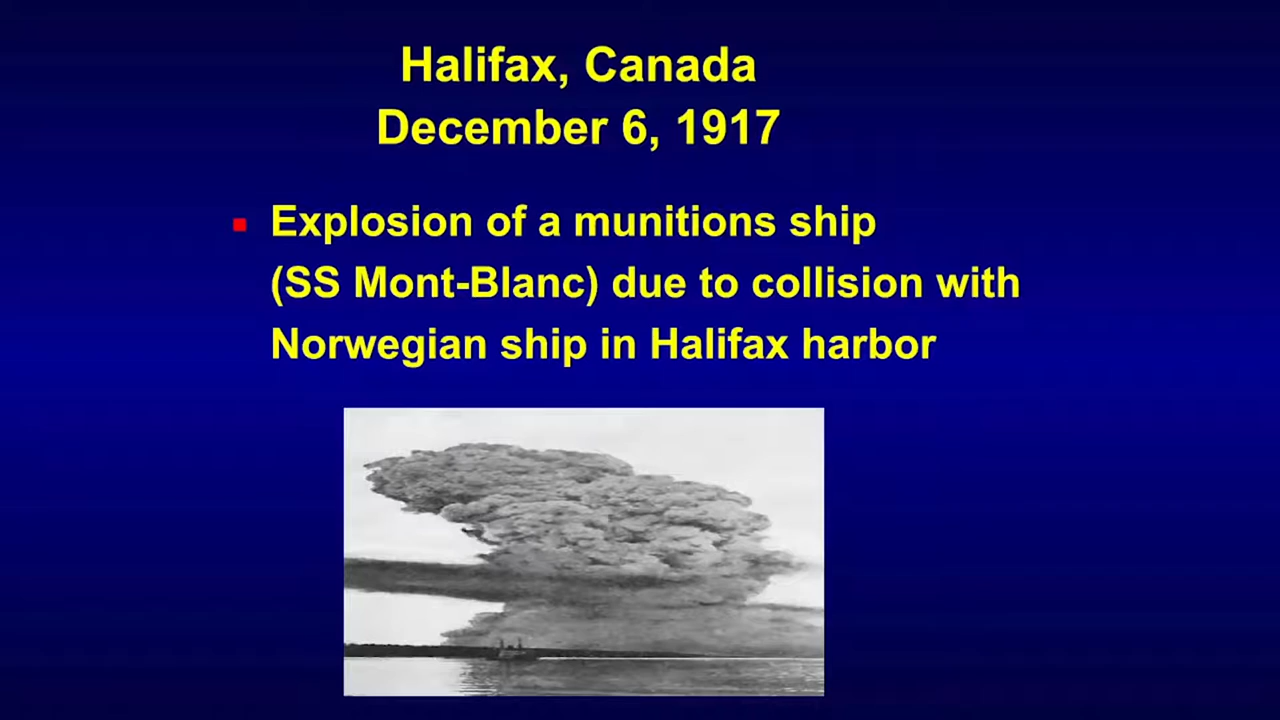 Halifax, Canada
December 6, 1917
Explosion of a munitions ship
(SS Mont-Blanc) due to collision with
Norwegian ship in Halifax harbor